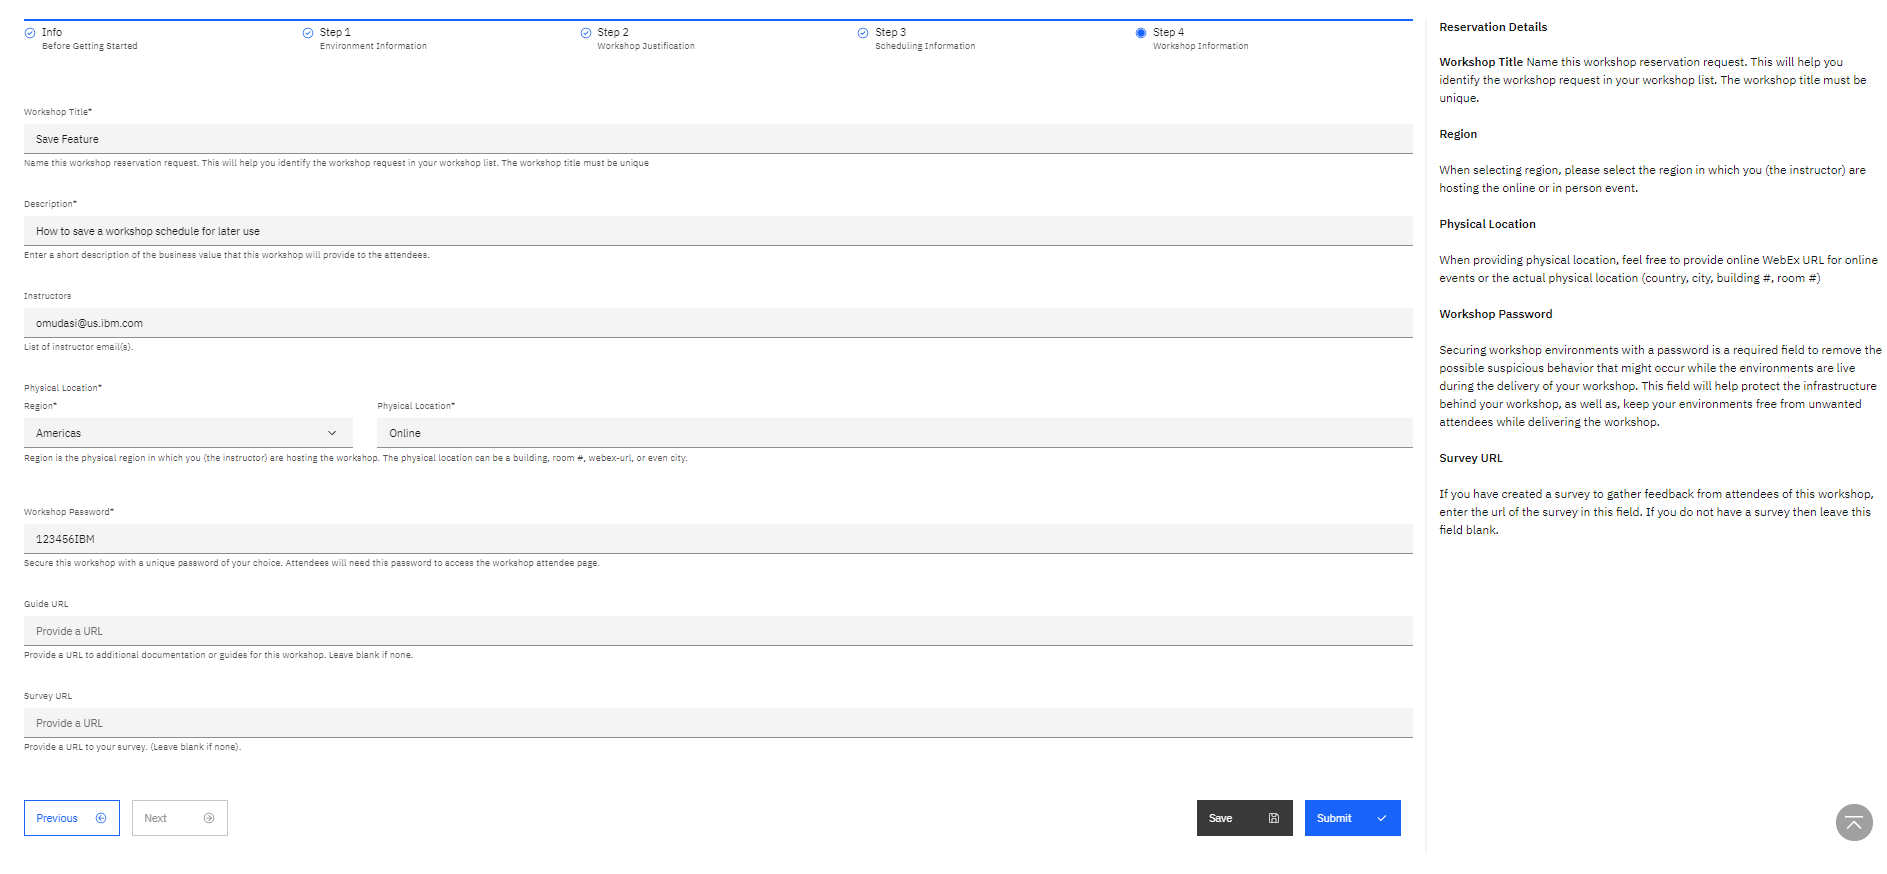 Info
Before Getting Started
Step 1
Environment Information
Step 2
Workshop Justification
Step 3
Scheduling Information
Step 4
Workshop Information
Workshop Title*
Save Feature
Name this workshop reservation request. This will help you identify the workshop request in your workshop list. The workshop title must be unique
Description*
How to save a workshop schedule for later use
Enter a short description of the business value that this workshop will provide to the attendees.
Instructors
omudasi@us.ibm.com
List of instructor email(s).
Physical Location*
Region*
Physical Location*
Americas
Online
Region is the physical region in which you (the instructor) are hosting the workshop. The physical location can be a building, room #, webex-url, or even city.
Workshop Password*
123456IBM
Secure this workshop with a unique password of your choice. Attendees will need this password to access the workshop attendee page.
Guide URL
Provide a URL
Provide a URL to additional documentation or guides for this workshop. Leave blank if none.
Survey URL
Provide a URL
Provide a URL to your survey. (Leave blank if none).
Previous
Next
Save
Submit
Reservation Details
Workshop Title Name this workshop reservation request. This will help you
identify the workshop request in your workshop list. The workshop title must be
unique.
Region
When selecting region, please select the region in which you (the instructor) are
hosting the online or in person event.
Physical Location
When providing physical location, feel free to provide online WebEx URL for online
events or the actual physical location (country, city, building #, room #)
Workshop Password
Securing workshop environments with a password is a required field to remove the
possible suspicious behavior that might occur while the environments are live
during the delivery of your workshop. This field will help protect the infrastructure
behind your workshop, as well as, keep your environments free from unwanted
attendees while delivering the workshop.
Survey URL
If you have created a survey to gather feedback from attendees of this workshop,
enter the url of the survey in this field. If you do not have a survey then leave this
field blank.